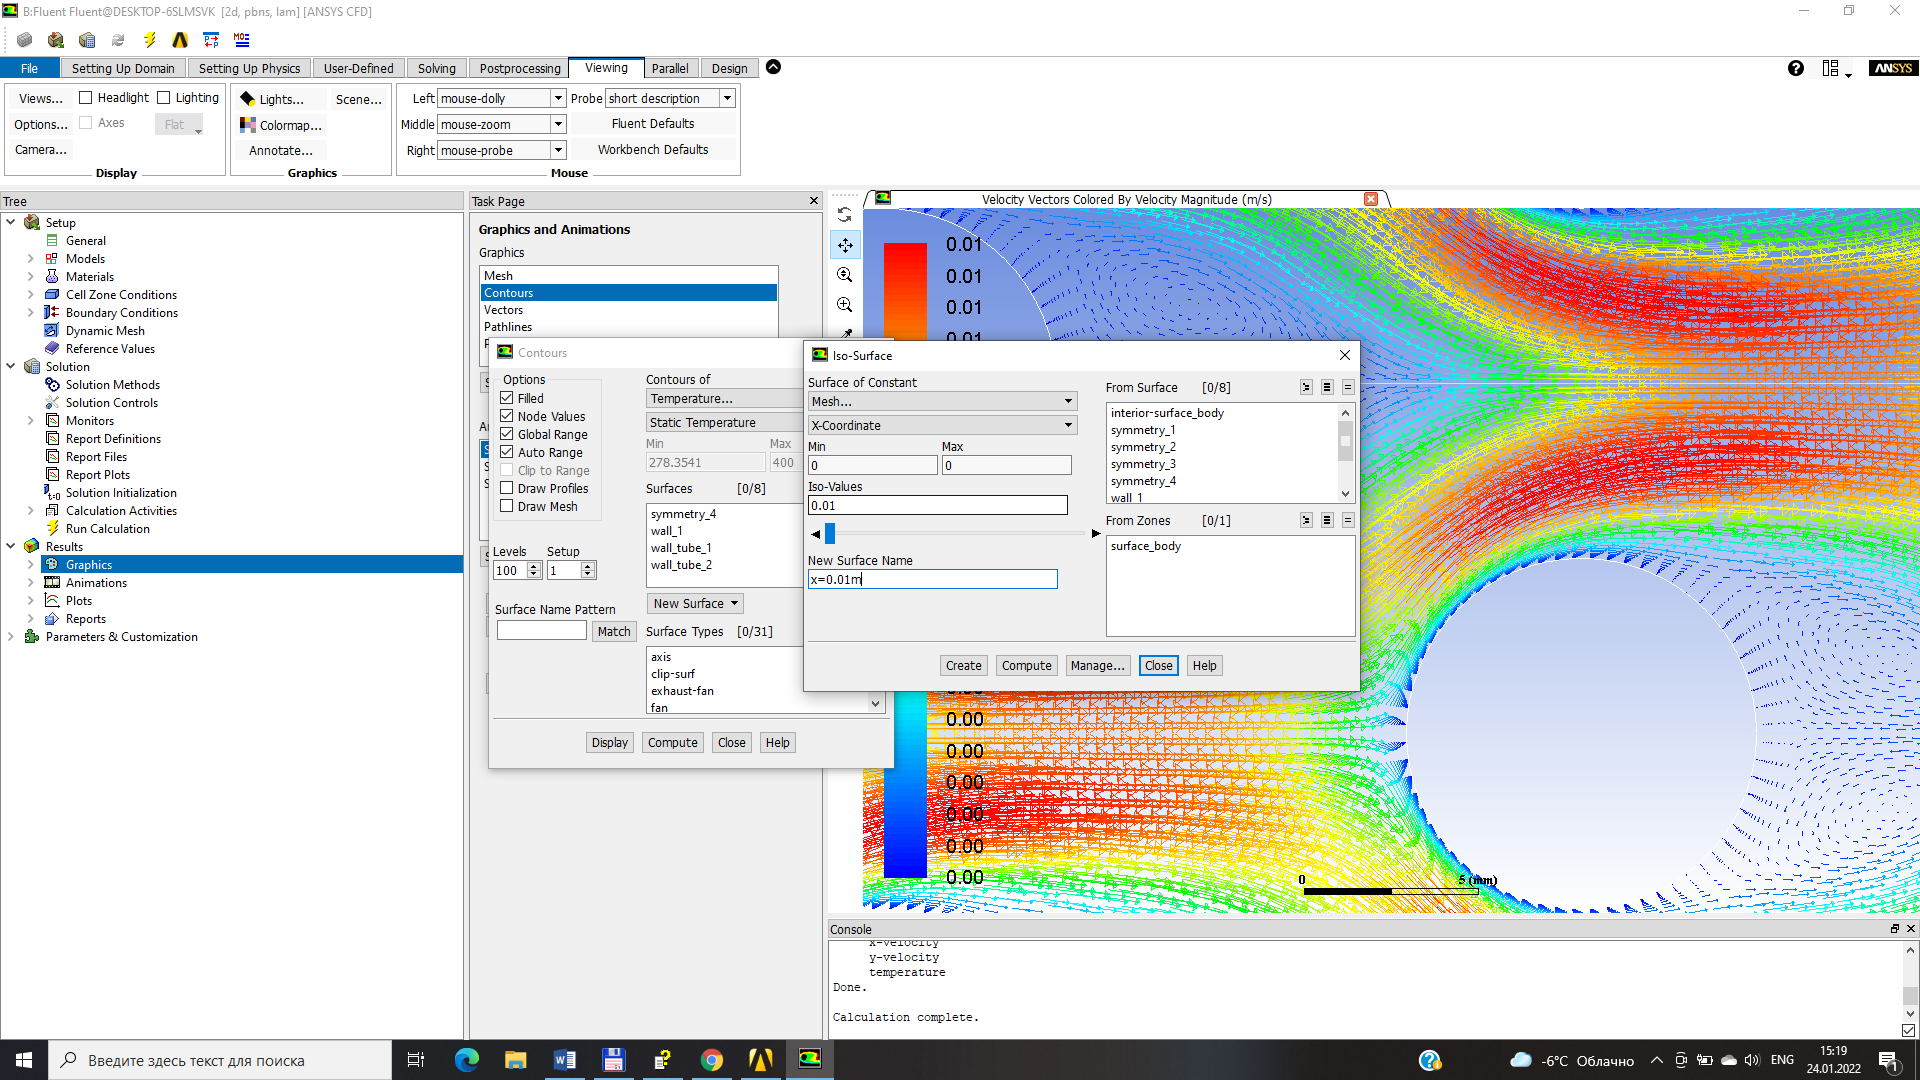 B:Fluent Fluent@DESKTOP-6SLMSVK [2d, pbns, lam] [ANSYS CFD]
File
Setting Up Domain
Setting Up Physics
User-Defined
Solving
Postprocessing
Viewing
Parallel
Design
ANSYS
Views...
Headlight
Lighting
Options...
Axes
Flat
Camera...
Display
Lights...
Scene...
Colormap...
Annotate...
Graphics
Left mouse-dolly
Probe short description
Middle mouse-zoom
Fluent Defaults
Right mouse-probe
Workbench Defaults
Mouse
Tree
Setup
General
Models
Materials
Cell Zone Conditions
Boundary Conditions
Dynamic Mesh
Reference Values
Solution
Solution Methods
Solution Controls
Monitors
Report Definitions
Report Files
Report Plots
Solution Initialization
Calculation Activities
Run Calculation
Results
Graphics
Animations
Plots
Reports
Parameters & Customization
Task Page
Graphics and Animations
Graphics
Mesh
Contours
Vectors
Pathlines
Contours
Options
Filled
Node Values
Global Range
Auto Range
Clip to Range
Draw Profiles
Draw Mesh
Levels
Setup
100
1
Surface Name Pattern
Match
Contours of
Temperature...
Static Temperature
Min
Max
278.3541
400
Surfaces [0/8]
symmetry_4
wall_1
wall_tube_1
wall_tube_2
New Surface
Surface Types [0/31]
axis
clip-surf
exhaust-fan
fan
Display
Compute
Close
Help
Iso-Surface
Surface of Constant
Mesh...
X-Coordinate
Min
Max
0
0
Iso-Values
0.01
New Surface Name
x=0.01m
From Surface [0/8]
interior-surface_body
symmetry_1
symmetry_2
symmetry_3
symmetry_4
wall_1
From Zones [0/1]
surface_body
Create
Compute
Manage...
Close
Help
Velocity Vectors Colored By Velocity Magnitude (m/s)
0.01
0.01
0.01
0.01
0.00
0.00
0.00
0.00
0.00
0.00
0.00
0
5 (mm)
Console
x-velocity
y-velocity
temperature
Done.
Calculation complete.
Введите здесь текст для поиска
-6°C Облачно
ENG
15:19
24.01.2022
1